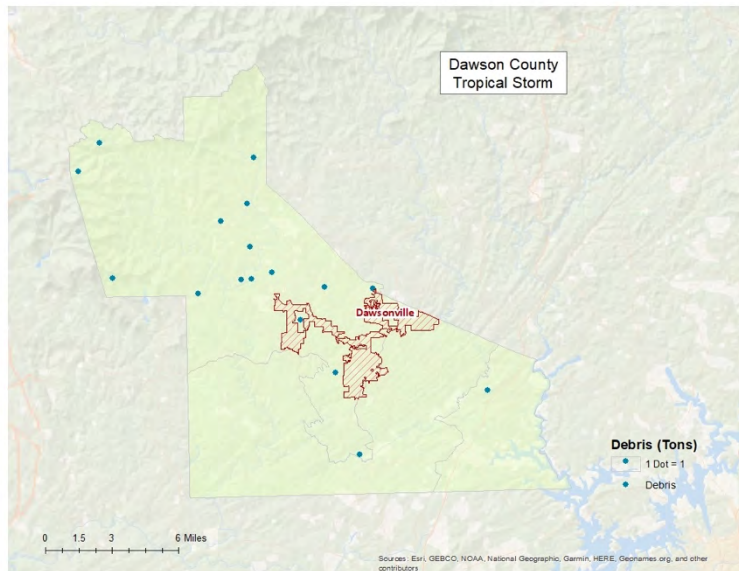 Dawson County
Tropical Storm
Dawsonville
Debris (Tons)
1 Dot = 1
Debris
0 1.5 3 6 Miles
Sources: Esri, GEBCO, NOAA, National Geographic, Garmin, HERE, Geonames.org, and other
contributors